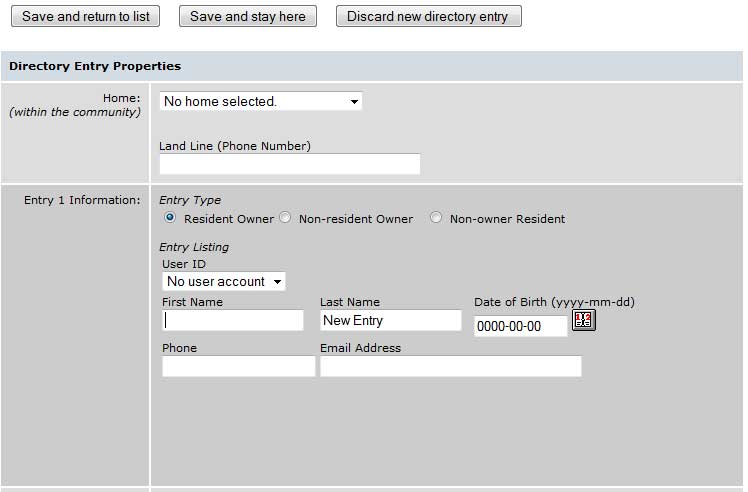 Save and return to list Save and stay here Discard new directory entry
Directory Entry Properties
Home: No home selected.
(within the community)
Land Line (Phone Number)
Entry 1 Information: Entry Type
Resident Owner Non-resident Owner Non-owner Resident
Entry Listing
User ID
No user account
First Name Last Name Date of Birth (yyyy-mm-dd)
New Entry 0000-00-00
Phone Email Address